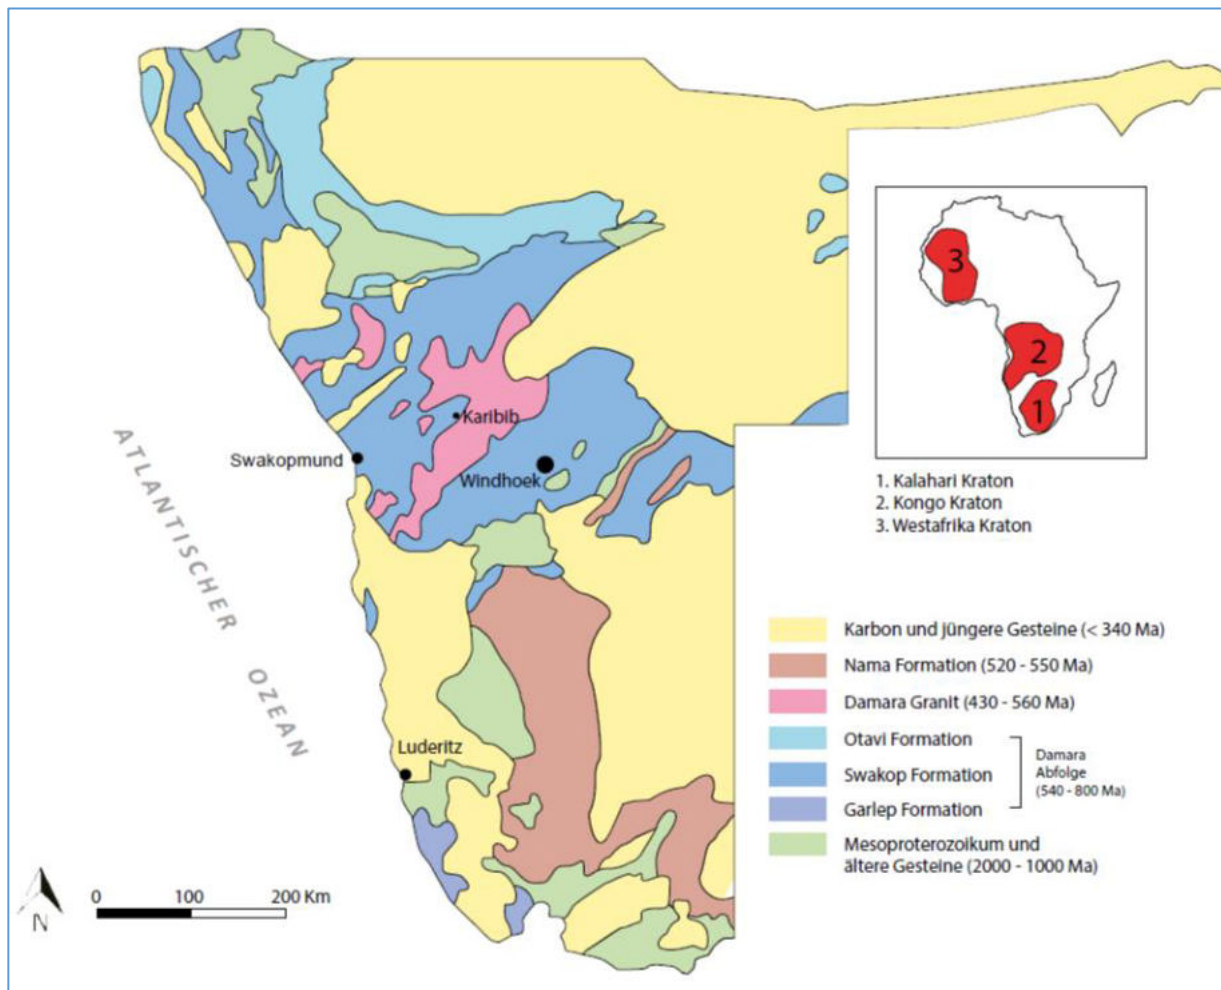 3
2
1
Karibib
Swakopmund
Windhoek
ATLANTISCHER OZEAN
1. Kalahari Kraton
2. Kongo Kraton
3. Westafrika Kraton
Luderitz
Karbon und jüngere Gesteine (< 340 Ma)
Nama Formation (520 - 550 Ma)
Damara Granit (430 - 560 Ma)
Otavi Formation
Swakop Formation
Garlep Formation
Damara
Abfolge
(540 - 800 Ma)
Mesoproterozoikum und
ältere Gesteine (2000 - 1000 Ma)
N
0 100 200 Km